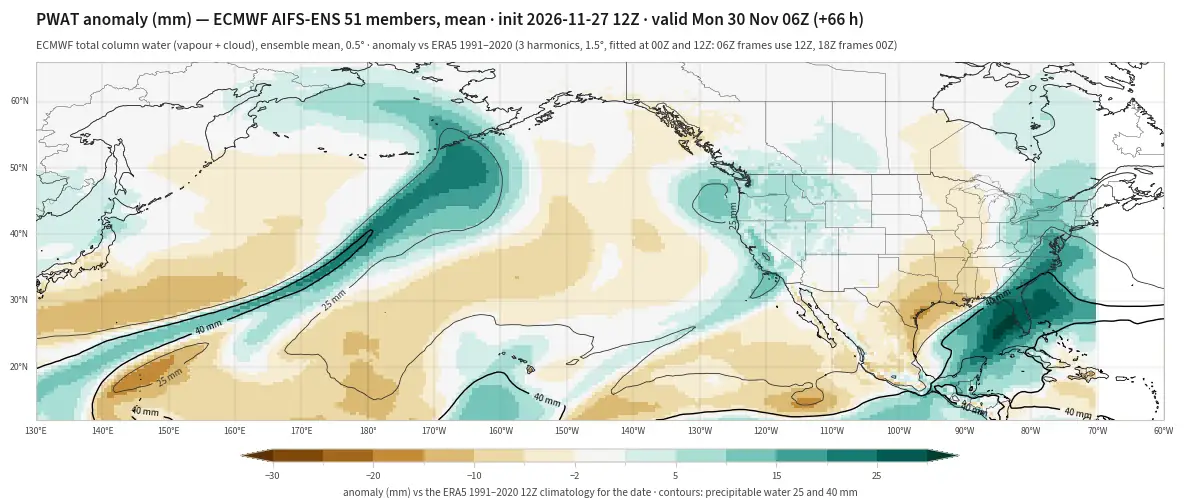 PWAT anomaly (mm) — ECMWF AIFS-ENS 51 members, mean · init 2026-11-27 12Z · valid Mon 30 Nov 06Z (+66 h)
ECMWF total column water (vapour + cloud), ensemble mean, 0.5° · anomaly vs ERA5 1991–2020 (3 harmonics, 1.5°, fitted at 00Z and 12Z: 06Z frames use 12Z, 18Z frames 00Z)
60°N
50°N
25 mm
40°N
25 mm
40 mm
30°N
40 mm
20°N
25 mm
40 mm
40 mm
40 mm
40 mm
130°E 140°E 150°E 160°E 170°E 180° 170°W 160°W 150°W 140°W 130°W 120°W 110°W 100°W 90°W 80°W 70°W 60°W
−30 −20 −10 −2 5 15 25
anomaly (mm) vs the ERA5 1991–2020 12Z climatology for the date · contours: precipitable water 25 and 40 mm